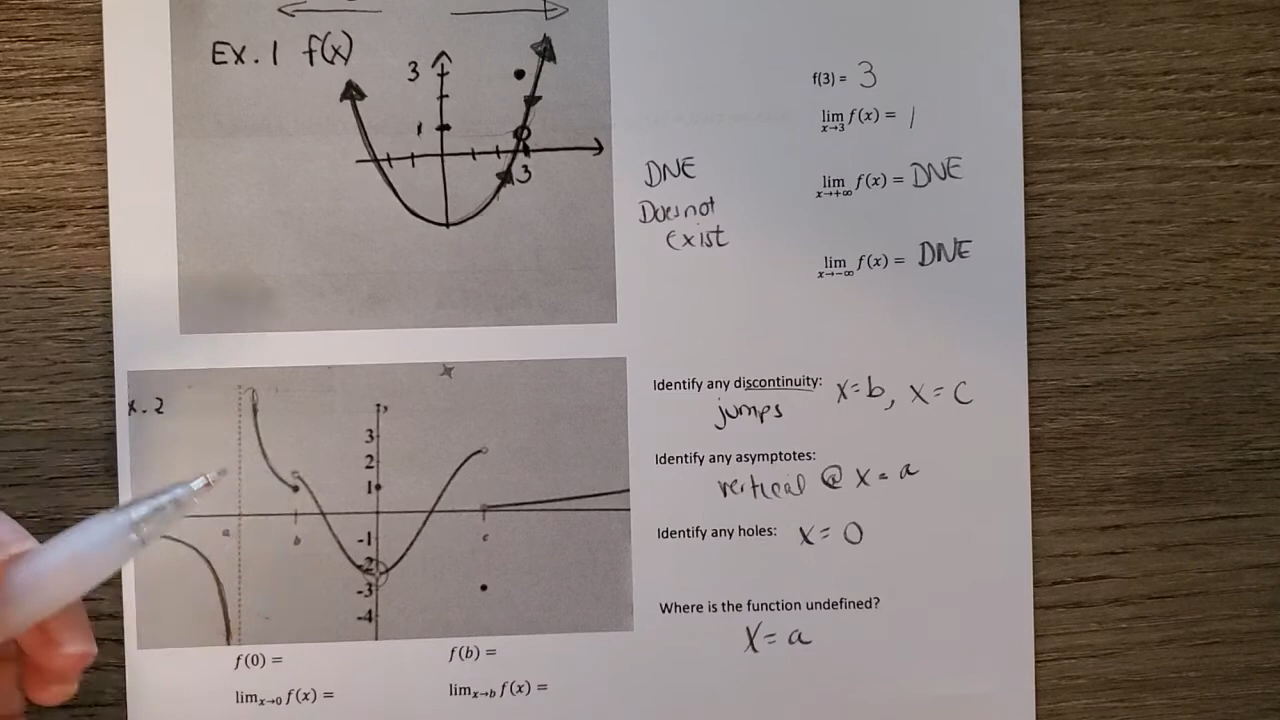 Ex. 1 f(x)
3
1
3
f(3) = 3
lim x→3 f(x) = 1
lim x→+∞ f(x) = DNE
lim x→−∞ f(x) = DNE
DNE
Does not
Exist
x. 2
3
2
1
-1
-2
-3
-4
a
b
c
f(0) =
f(b) =
limx→0 f(x) =
limx→b f(x) =
Identify any discontinuity: x=b, x=c
jumps
Identify any asymptotes:
vertical @ x=a
Identify any holes: x=0
Where is the function undefined?
x=a